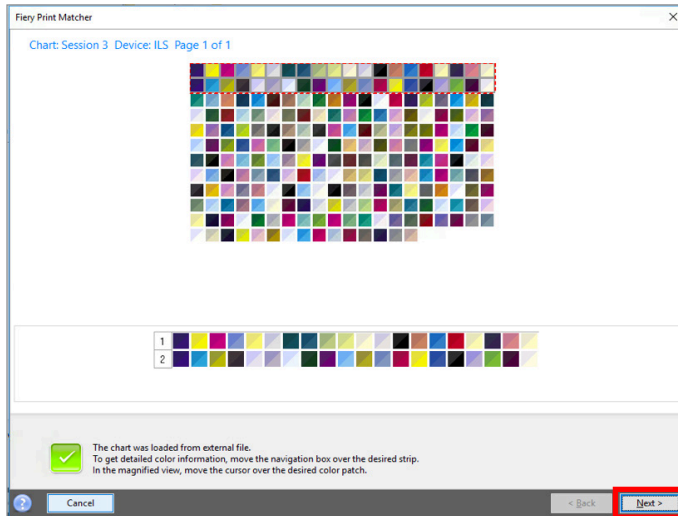 Fiery Print Matcher
Chart: Session 3 Device: ILS Page 1 of 1
1
2
The chart was loaded from external file.
To get detailed color information, move the navigation box over the desired strip.
In the magnified view, move the cursor over the desired color patch.
? Cancel < Back Next >